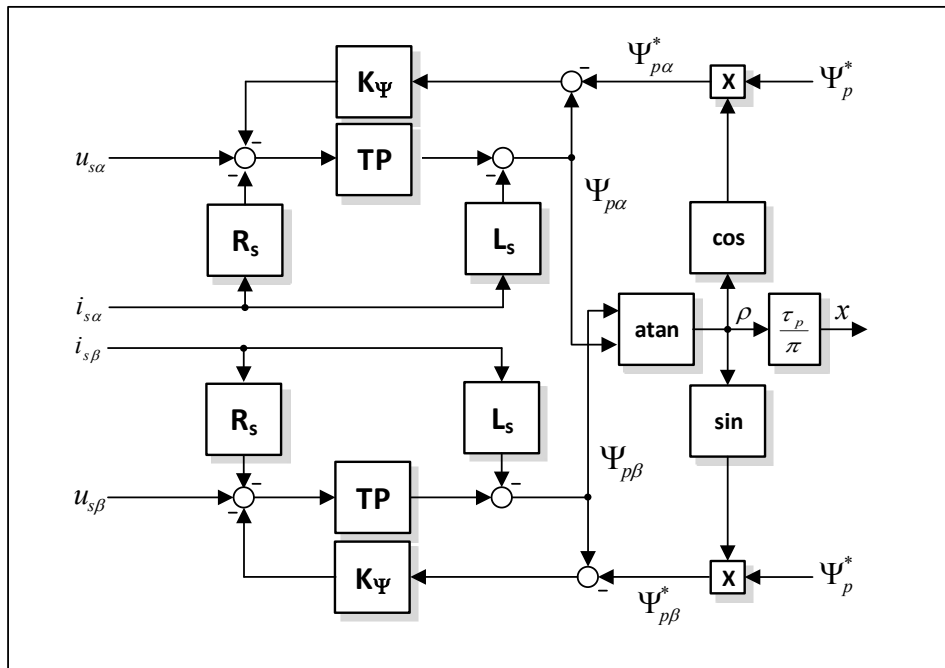 Ψ*pα
X
Ψ*p
KΨ
−
−
usα
−
TP
−
Ψpα
Rs
Ls
cos
isα
isβ
atan
ρ
τp/π
x
Rs
Ls
sin
Ψpβ
usβ
−
−
TP
−
KΨ
−
Ψ*pβ
X
Ψ*p